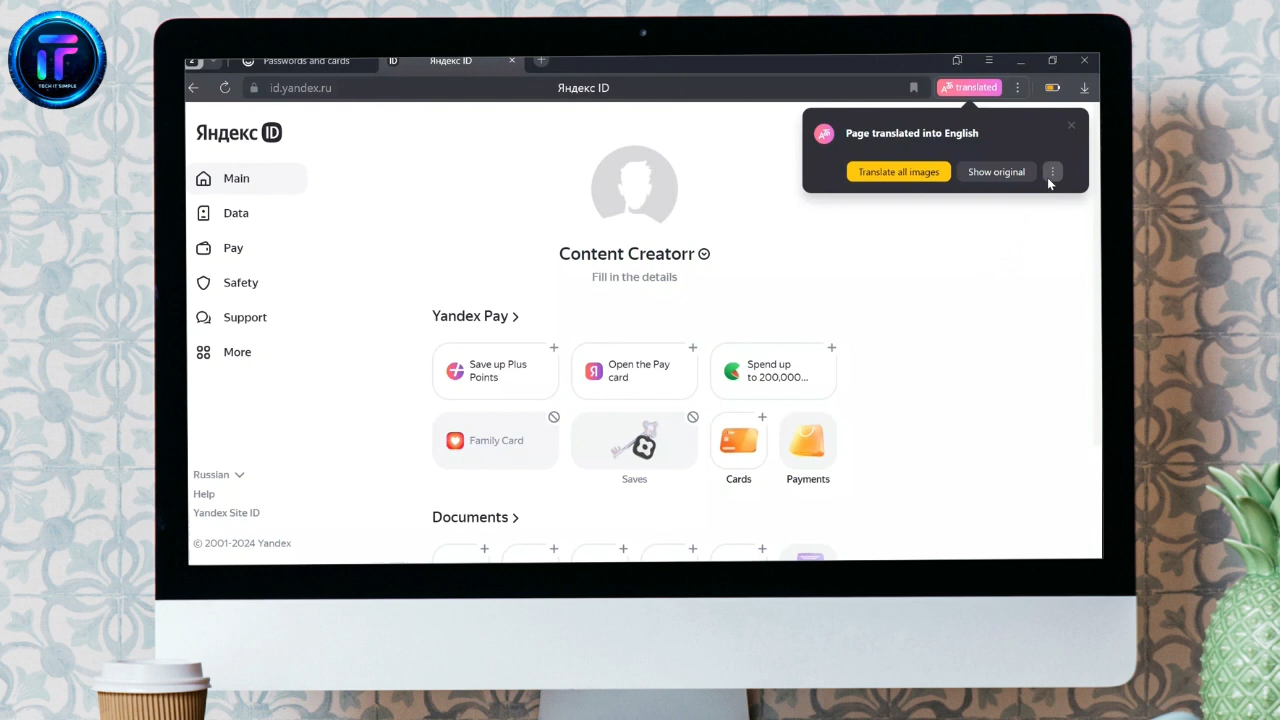 TECH IT SIMPLE
2
Passwords and cards
ID
Яндекс ID
id.yandex.ru
Яндекс ID
translated
Page translated into English
Translate all images
Show original
Яндекс ID
Main
Data
Pay
Safety
Support
More
Content Creatorr
Fill in the details
Yandex Pay
Save up Plus
Points
Open the Pay
card
Spend up
to 200,000...
Family Card
Saves
Cards
Payments
Documents
Russian
Help
Yandex Site ID
© 2001-2024 Yandex